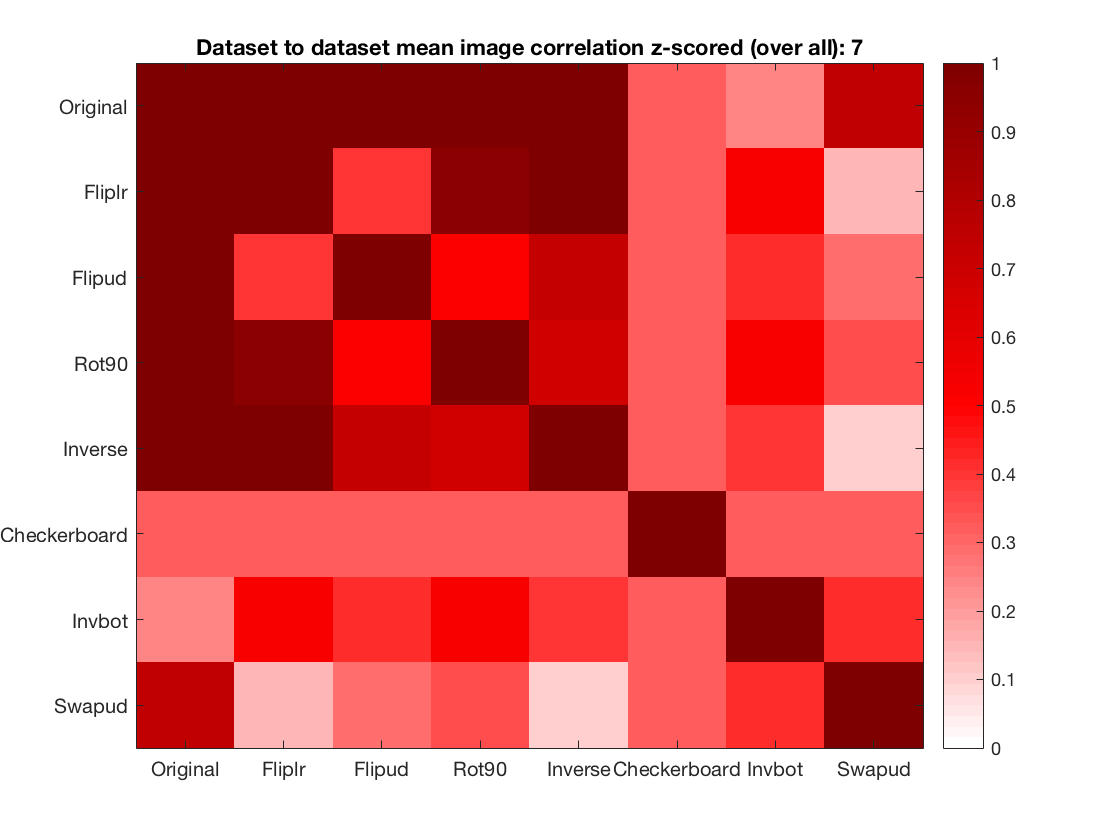 Dataset to dataset mean image correlation z-scored (over all): 7
Original
Fliplr
Flipud
Rot90
Inverse
Checkerboard
Invbot
Swapud
Original Fliplr Flipud Rot90 Inverse Checkerboard Invbot Swapud
1
0.9
0.8
0.7
0.6
0.5
0.4
0.3
0.2
0.1
0